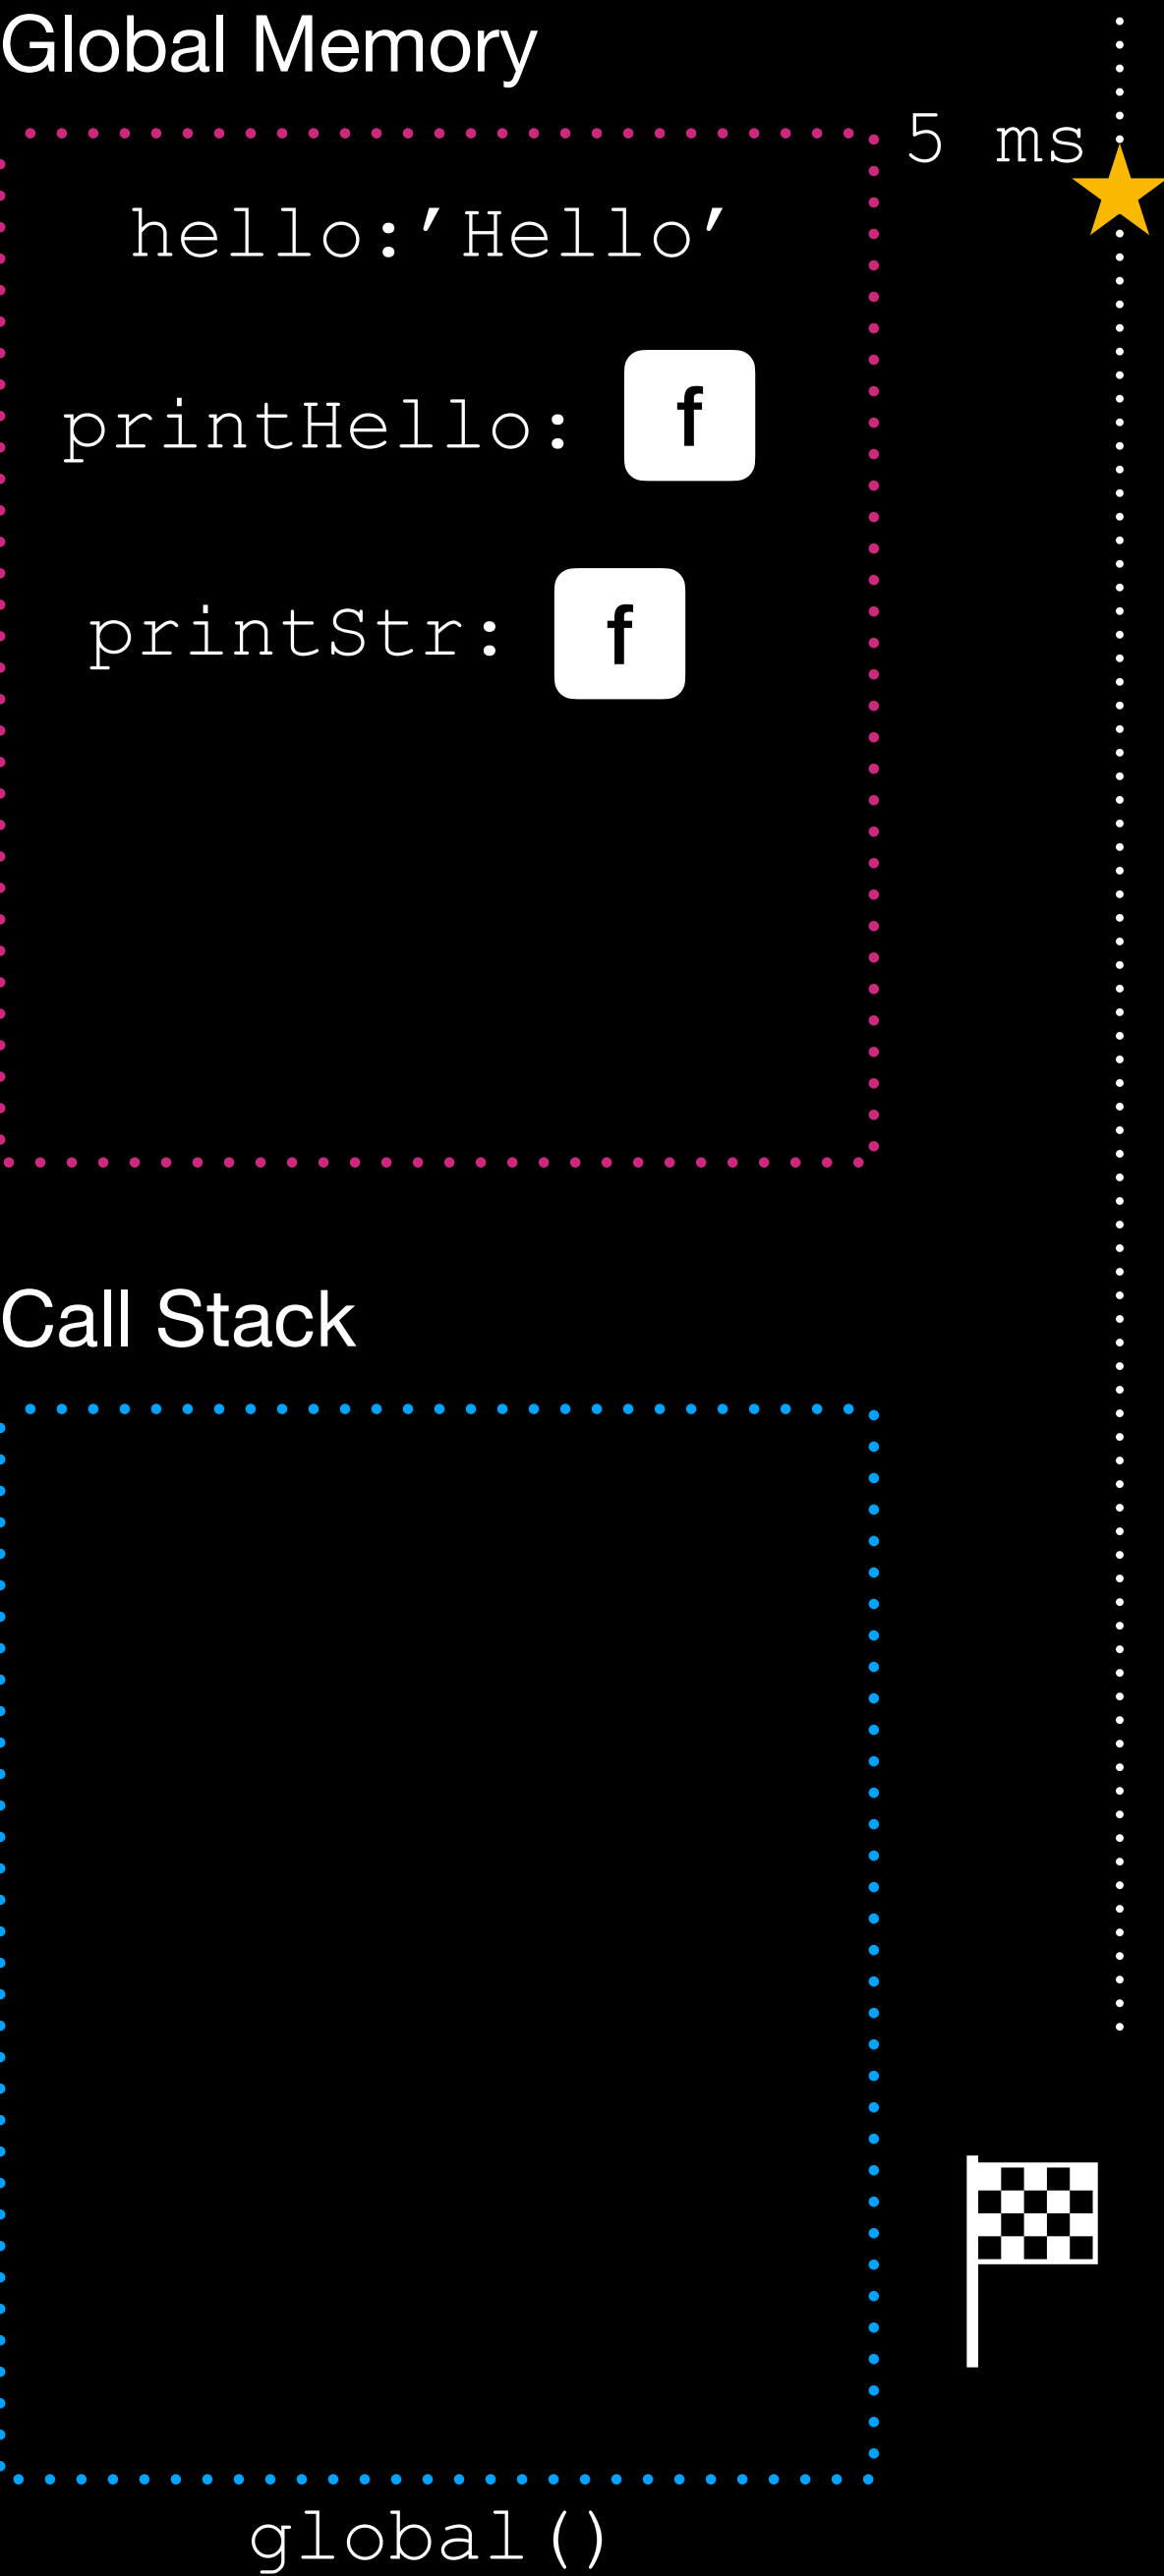 Global Memory
5 ms
hello:’Hello’
printHello: f
printStr: f
Call Stack
global()